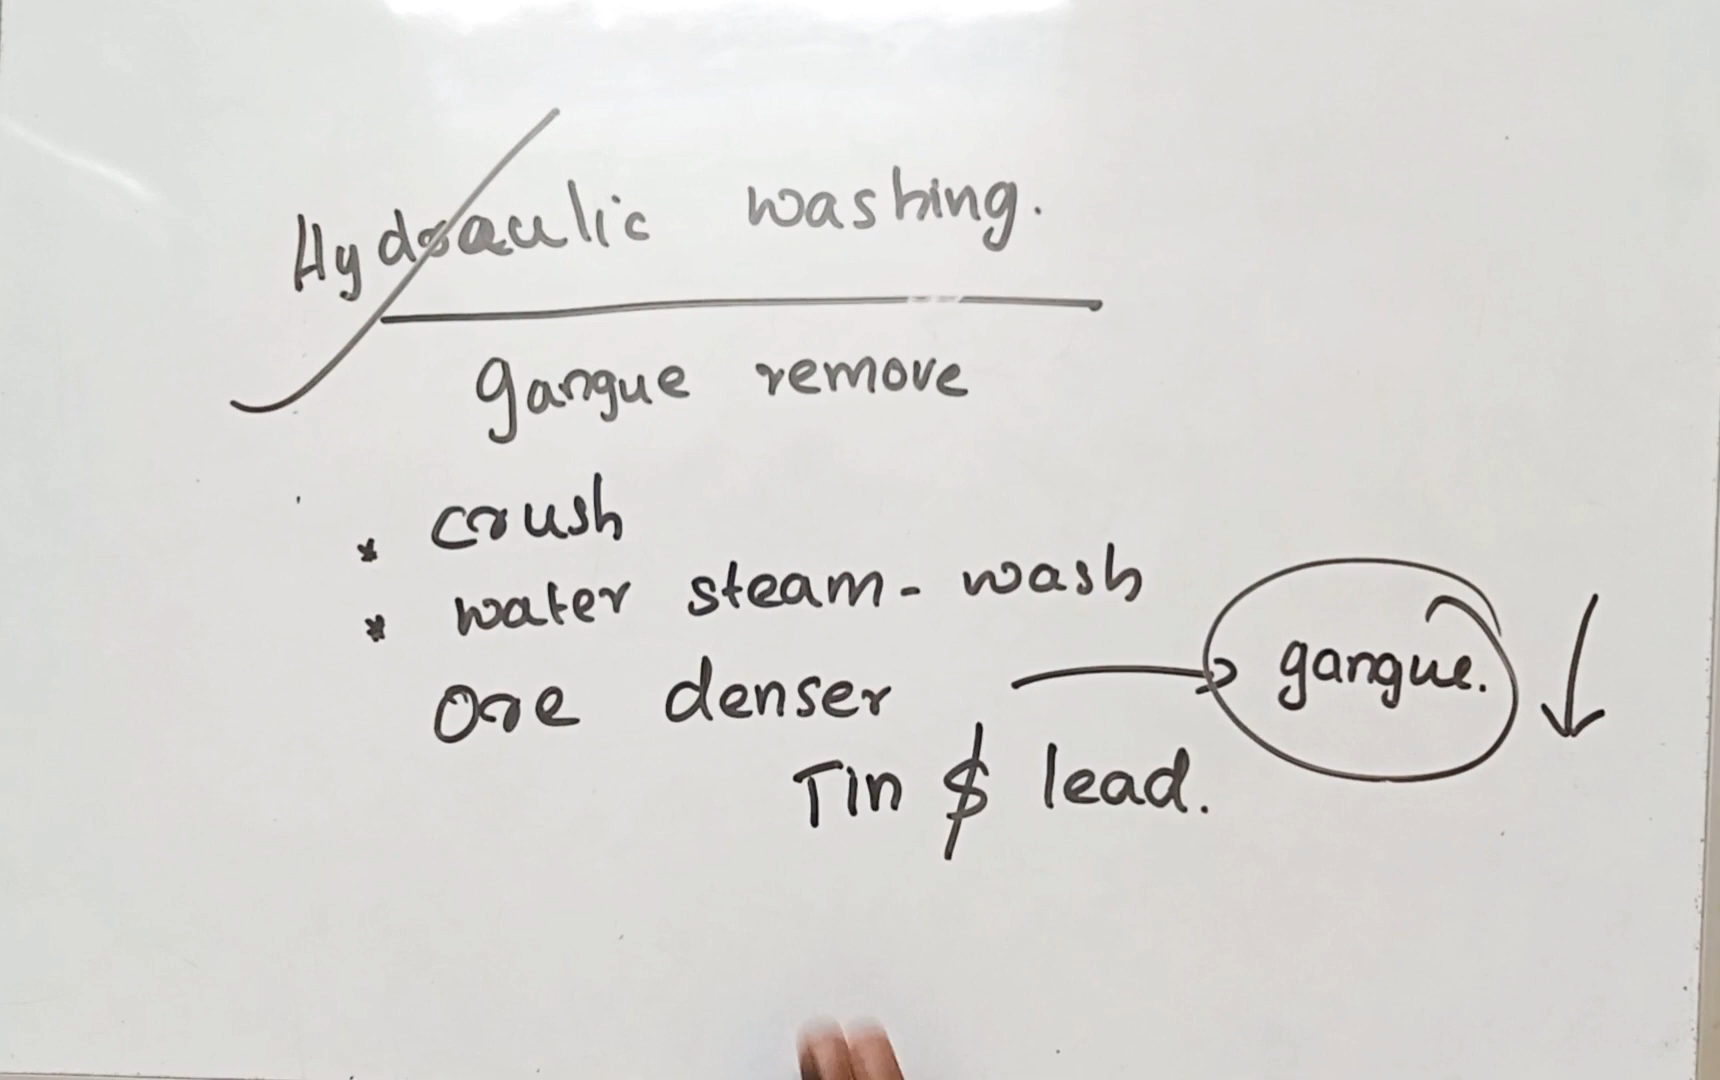 Hydraulic washing.
gangue remove
* crush
* water steam - wash
Ore denser → gangue. ↓
Tin $ lead.